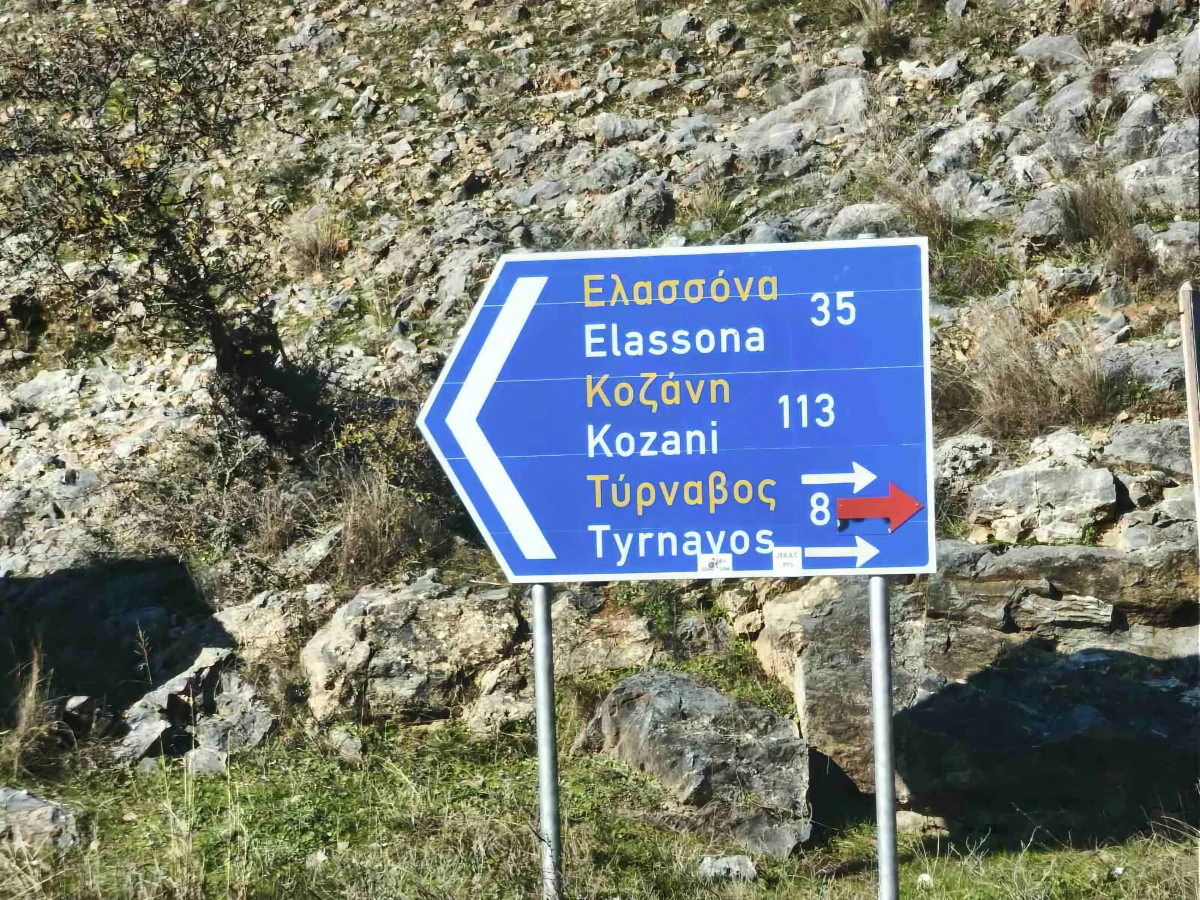 Ελασσόνα
Elassona 35
Κοζάνη
Kozani 113
Τύρναβος
Tyrnavos 8